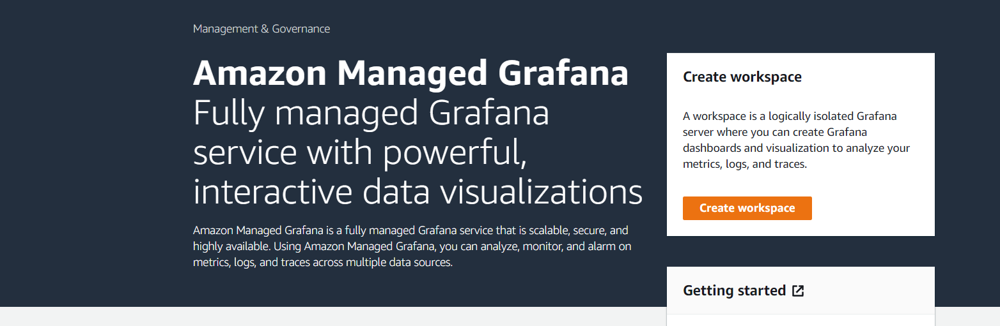 Management & Governance
Amazon Managed Grafana
Fully managed Grafana
service with powerful,
interactive data visualizations
Amazon Managed Grafana is a fully managed Grafana service that is scalable, secure, and
highly available. Using Amazon Managed Grafana, you can analyze, monitor, and alarm on
metrics, logs, and traces across multiple data sources.
Create workspace
A workspace is a logically isolated Grafana
server where you can create Grafana
dashboards and visualization to analyze your
metrics, logs, and traces.
Create workspace
Getting started